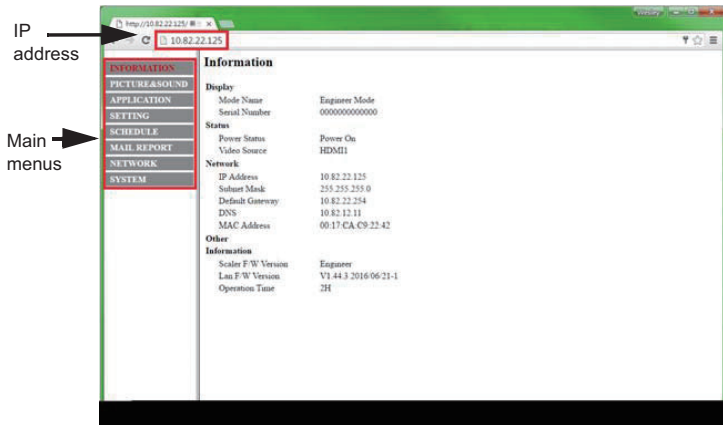 http://10.82.22.125/
IP
address
10.82.22.125
Main
menus
INFORMATION
PICTURE&SOUND
APPLICATION
SETTING
SCHEDULE
MAIL REPORT
NETWORK
SYSTEM
Information
Display
Mode Name Engineer Mode
Serial Number 0000000000000
Status
Power Status Power On
Video Source HDMI1
Network
IP Address 10.82.22.125
Subnet Mask 255.255.255.0
Default Gateway 10.82.22.254
DNS 10.82.12.11
MAC Address 00:17:CA:C9:22:42
Other
Information
Scaler F/W Version Engineer
Lan F/W Version V1.44.3 2016/06/21-1
Operation Time 2H